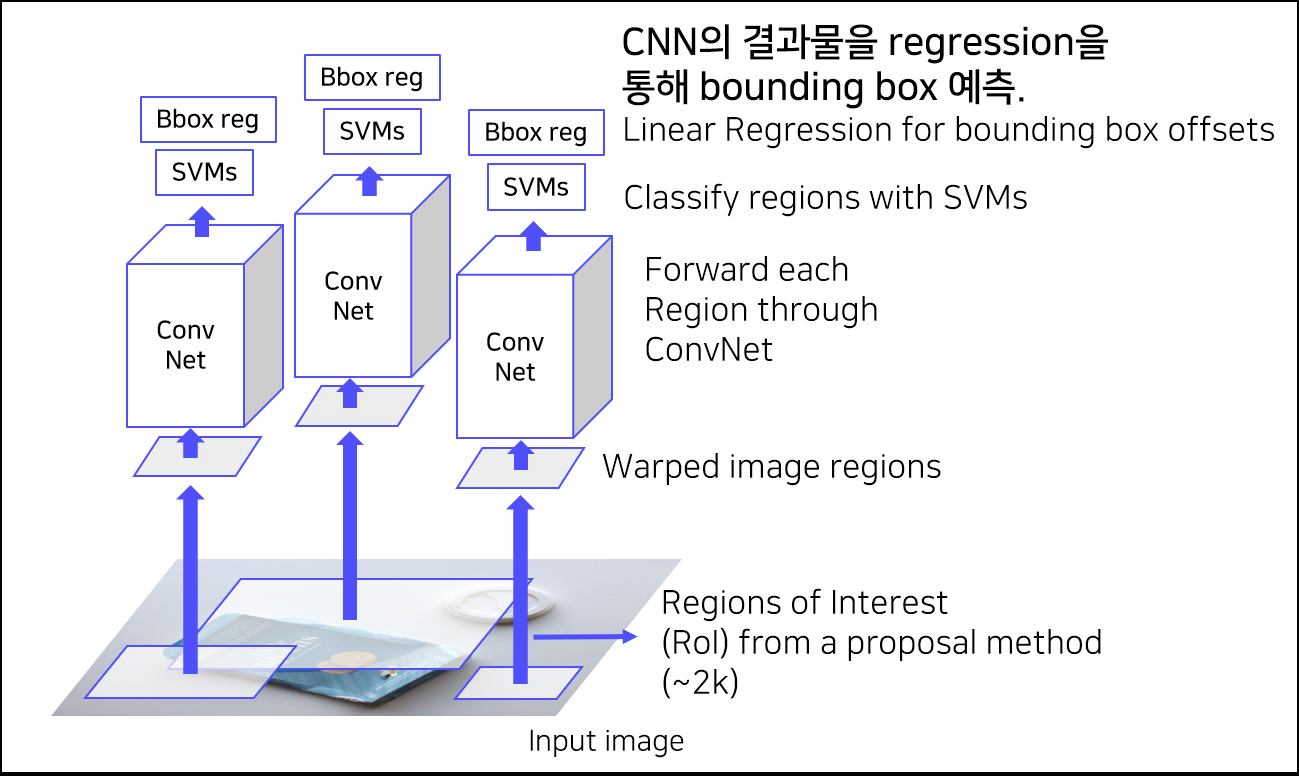 CNN의 결과물을 regression을
통해 bounding box 예측.
Linear Regression for bounding box offsets
Bbox reg
SVMs
Bbox reg
SVMs
Bbox reg
SVMs
Classify regions with SVMs
Conv
Net
Conv
Net
Conv
Net
Forward each
Region through
ConvNet
Warped image regions
Regions of Interest
(RoI) from a proposal method
(~2k)
Input image